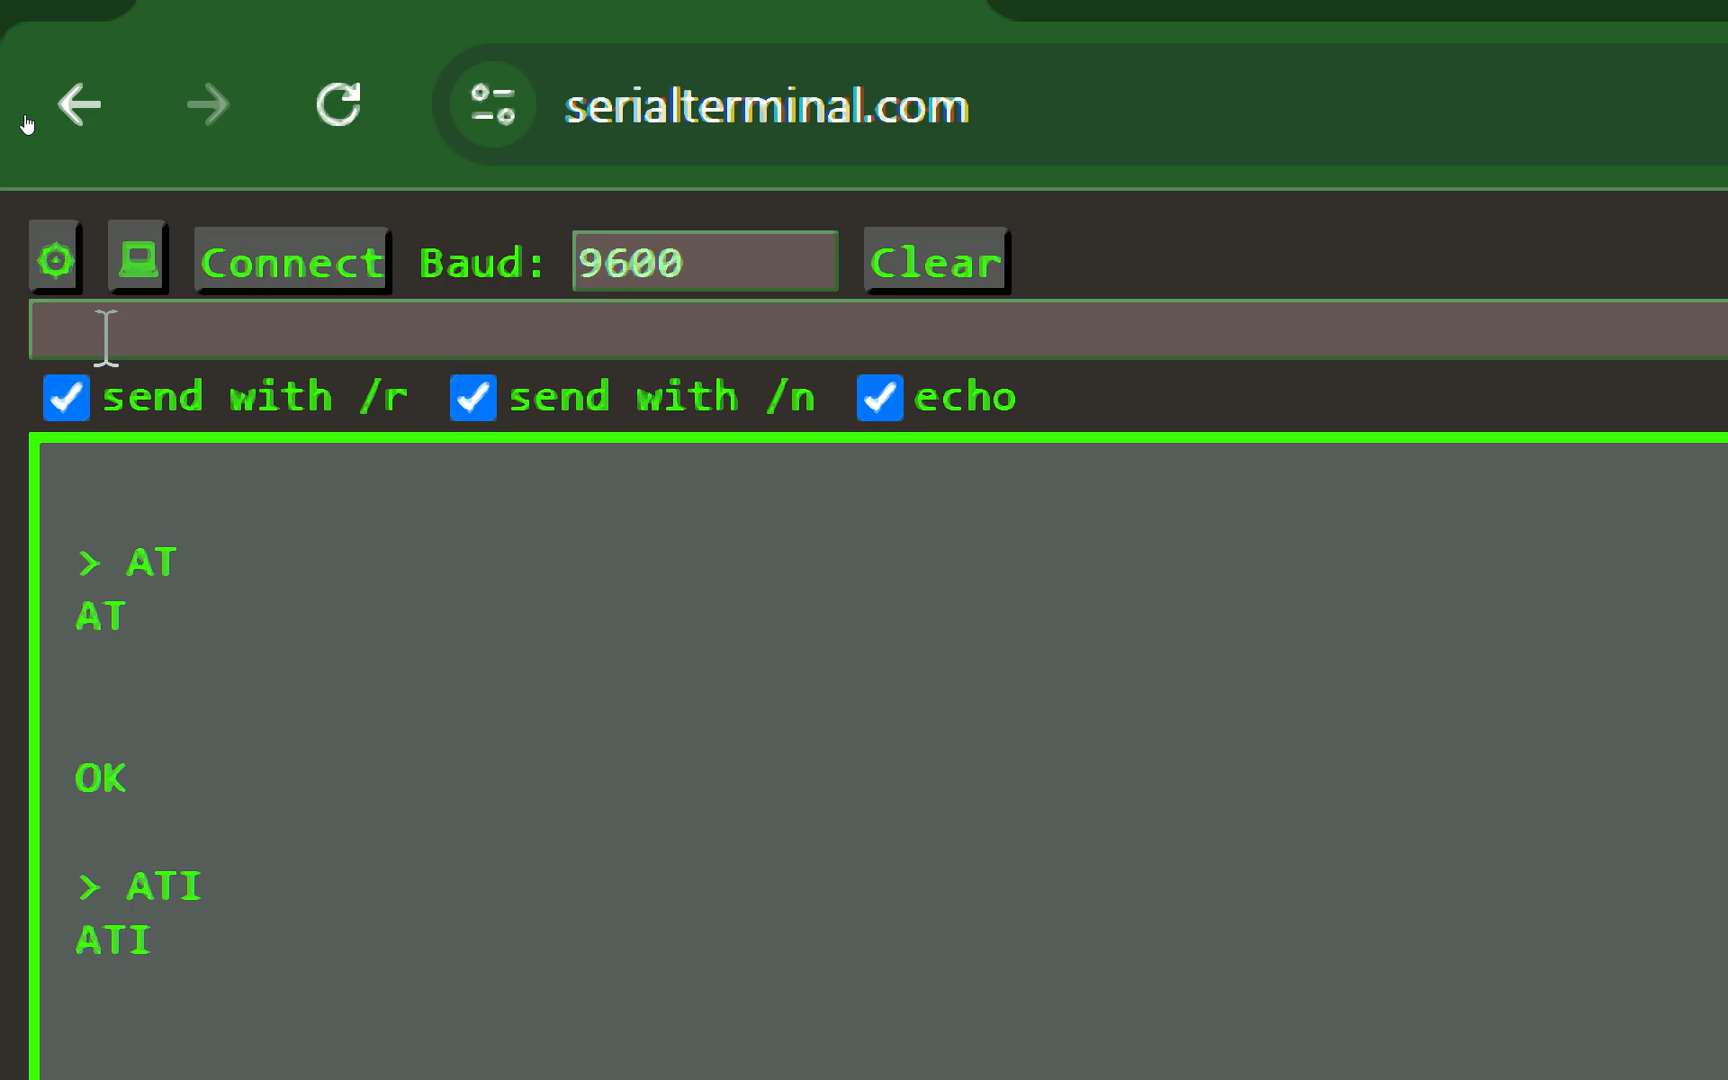 serialterminal.com
Connect Baud: 9600 Clear
send with /r send with /n echo
> AT
AT
OK
> ATI
ATI